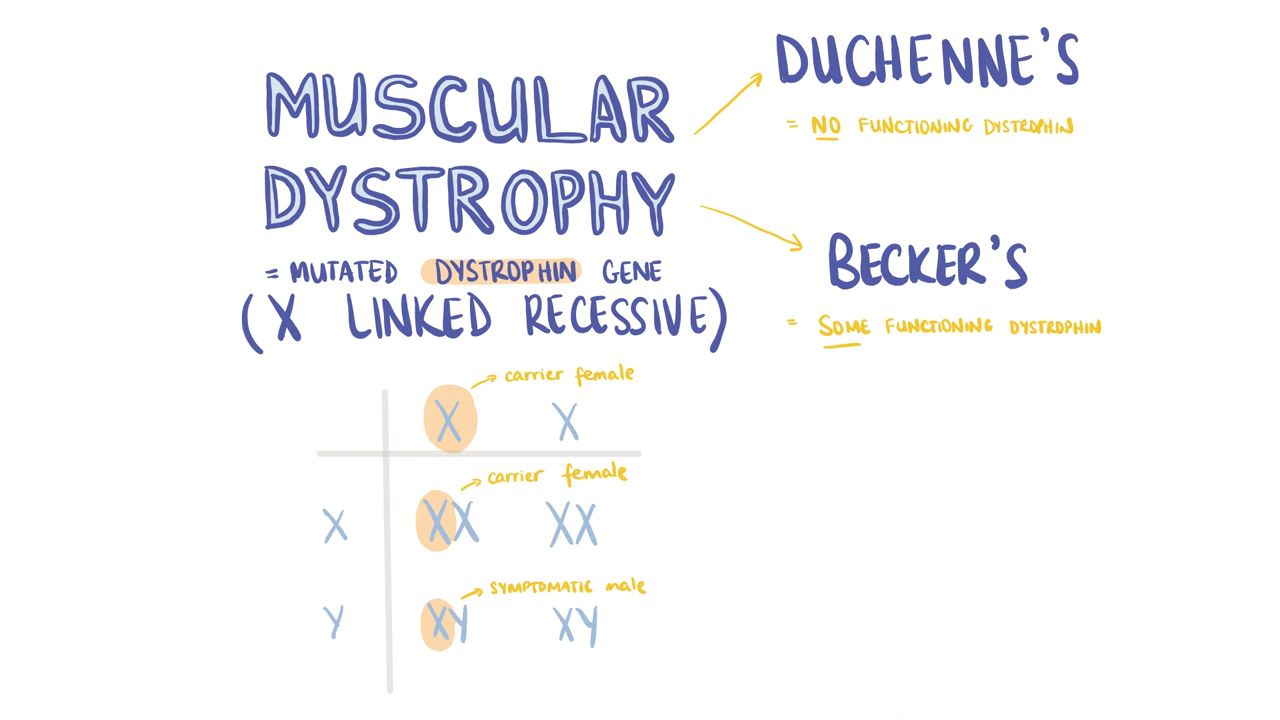 MUSCULAR
DYSTROPHY
= MUTATED DYSTROPHIN GENE
(X LINKED RECESSIVE)
DUCHENNE'S
= NO FUNCTIONING DYSTROPHIN
BECKER'S
= SOME FUNCTIONING DYSTROPHIN
carrier female
X X
carrier female
X XX XX
SYMPTOMATIC male
Y XY XY